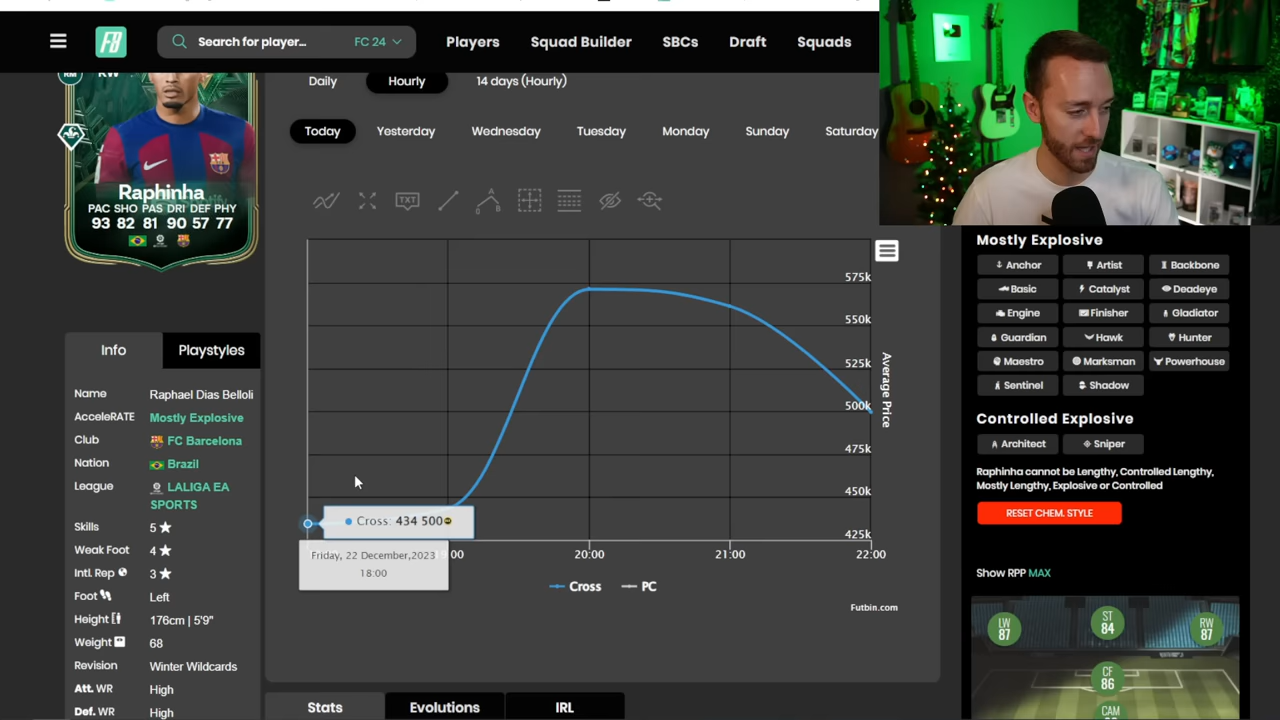 FB
Search for player...
FC 24
Players
Squad Builder
SBCs
Draft
Squads
RM
RW
Raphinha
PAC SHO PAS DRI DEF PHY
93 82 81 90 57 77
Daily
Hourly
14 days (Hourly)
Today
Yesterday
Wednesday
Tuesday
Monday
Sunday
Saturday
TXT
575k
550k
525k
500k
475k
450k
425k
Average Price
Cross: 434 500
Friday, 22 December,2023
18:00
20:00
21:00
22:00
Cross
PC
Futbin.com
Info
Playstyles
Name
Raphael Dias Belloli
AcceleRATE
Mostly Explosive
Club
FC Barcelona
Nation
Brazil
League
LALIGA EA
SPORTS
Skills
5
Weak Foot
4
Intl. Rep
3
Foot
Left
Height
176cm | 5'9"
Weight
68
Revision
Winter Wildcards
Att. WR
High
Def. WR
High
Stats
Evolutions
IRL
Mostly Explosive
Anchor
Artist
Backbone
Basic
Catalyst
Deadeye
Engine
Finisher
Gladiator
Guardian
Hawk
Hunter
Maestro
Marksman
Powerhouse
Sentinel
Shadow
Controlled Explosive
Architect
Sniper
Raphinha cannot be Lengthy, Controlled Lengthy,
Mostly Lengthy, Explosive or Controlled
RESET CHEM. STYLE
Show RPP MAX
LW
87
ST
84
RW
87
CF
86
CAM